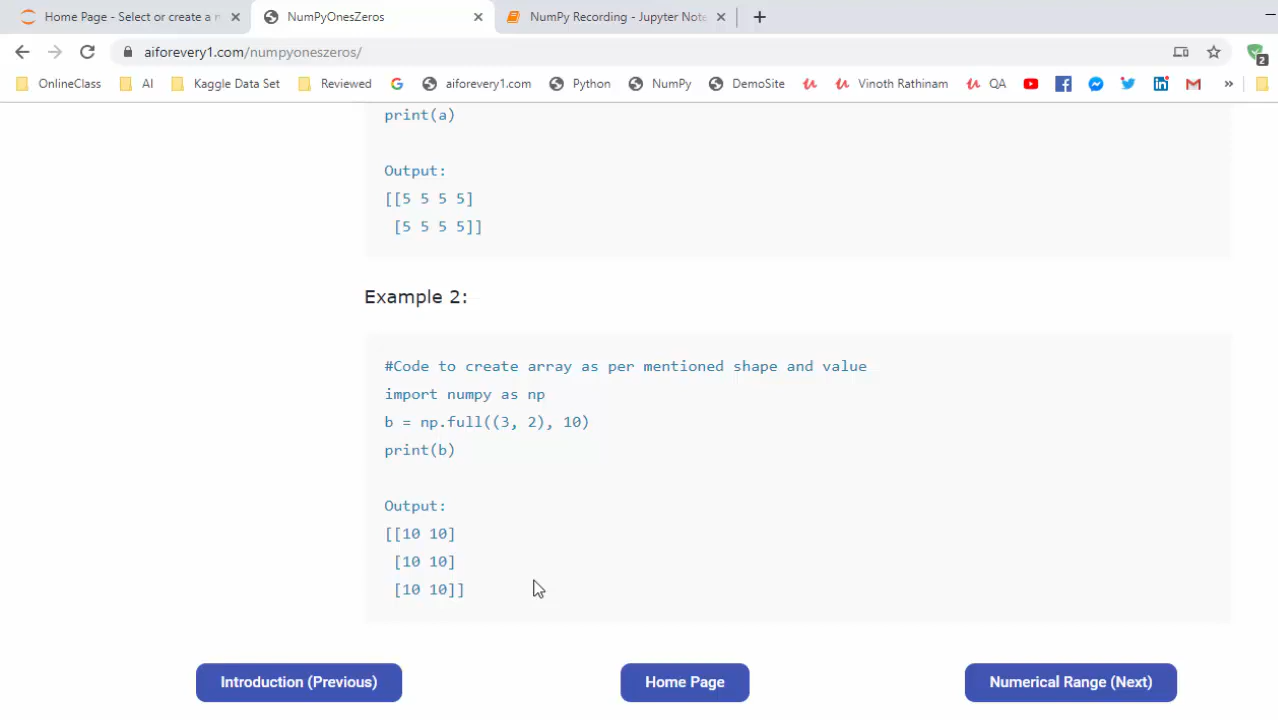 Home Page - Select or create a n
NumPyOnesZeros
NumPy Recording - Jupyter Note
aiforevery1.com/numpyoneszeros/
2
OnlineClass
AI
Kaggle Data Set
Reviewed
aiforevery1.com
Python
NumPy
DemoSite
Vinoth Rathinam
QA
»
print(a)
Output:
[[5 5 5 5]
[5 5 5 5]]
Example 2:
#Code to create array as per mentioned shape and value
import numpy as np
b = np.full((3, 2), 10)
print(b)
Output:
[[10 10]
[10 10]
[10 10]]
Introduction (Previous)
Home Page
Numerical Range (Next)